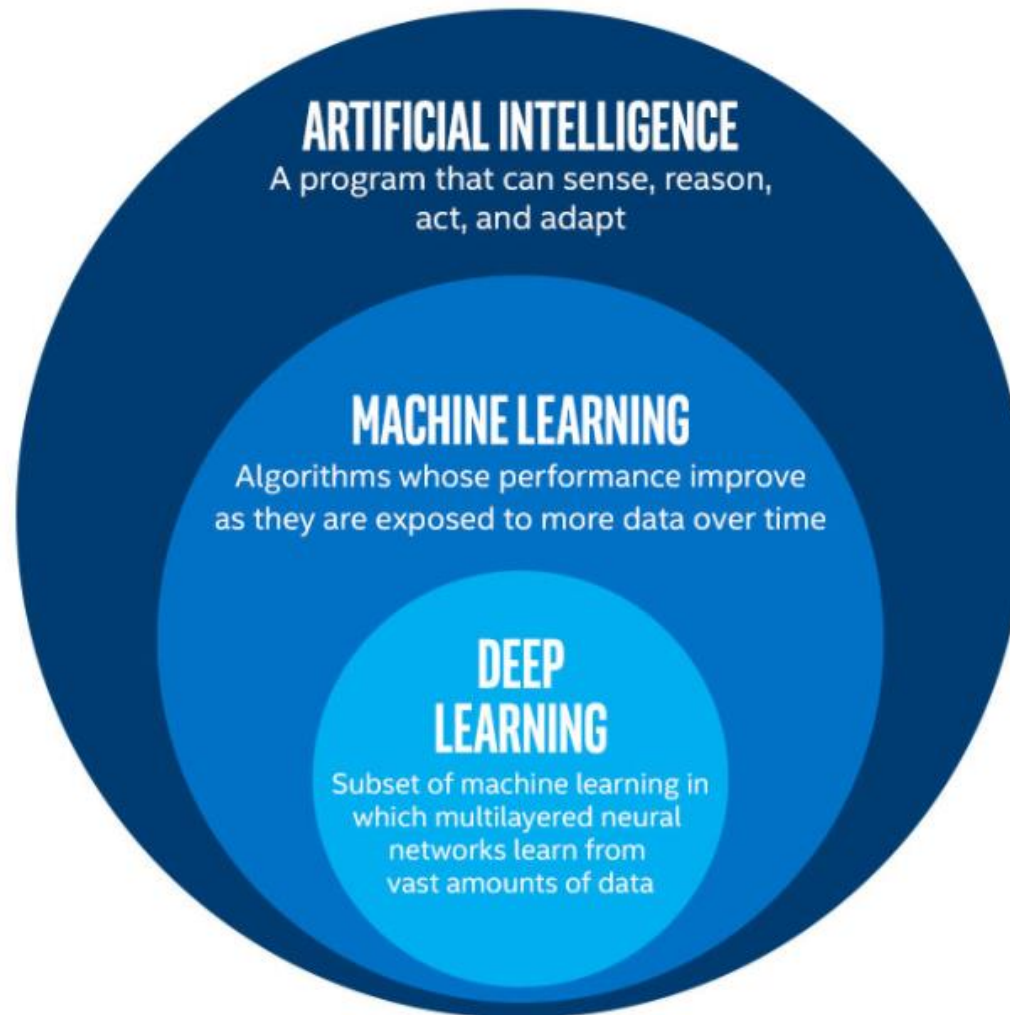 ARTIFICIAL INTELLIGENCE
A program that can sense, reason,
act, and adapt
MACHINE LEARNING
Algorithms whose performance improve
as they are exposed to more data over time
DEEP
LEARNING
Subset of machine learning in
which multilayered neural
networks learn from
vast amounts of data